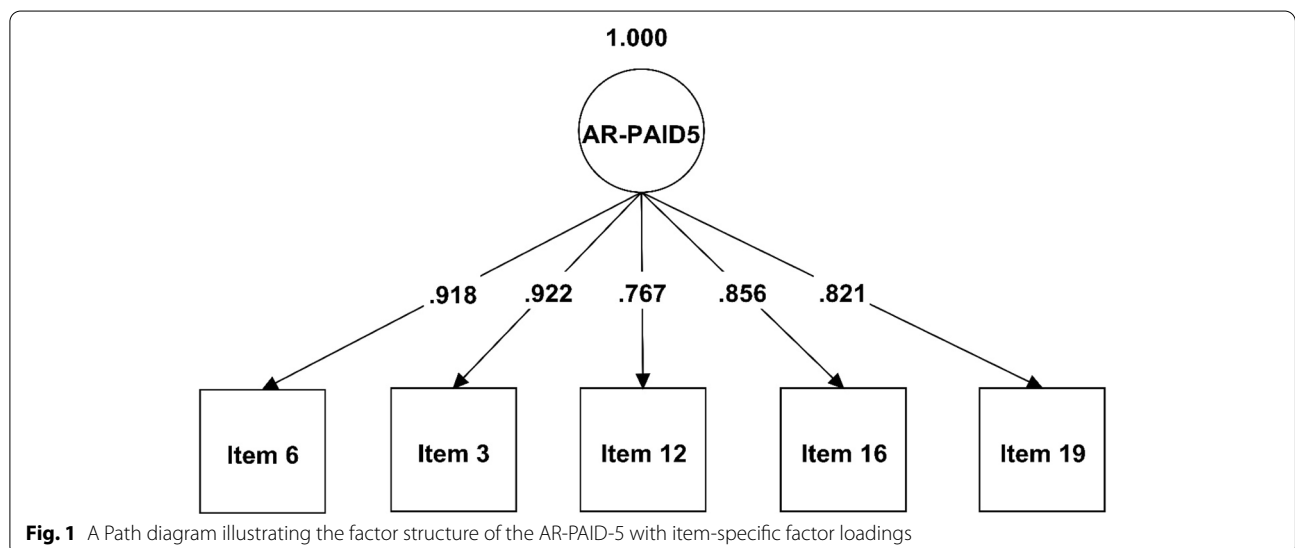 1.000
AR-PAID5
.918 .922 .767 .856 .821
Item 6 Item 3 Item 12 Item 16 Item 19
Fig. 1 A Path diagram illustrating the factor structure of the AR-PAID-5 with item-specific factor loadings